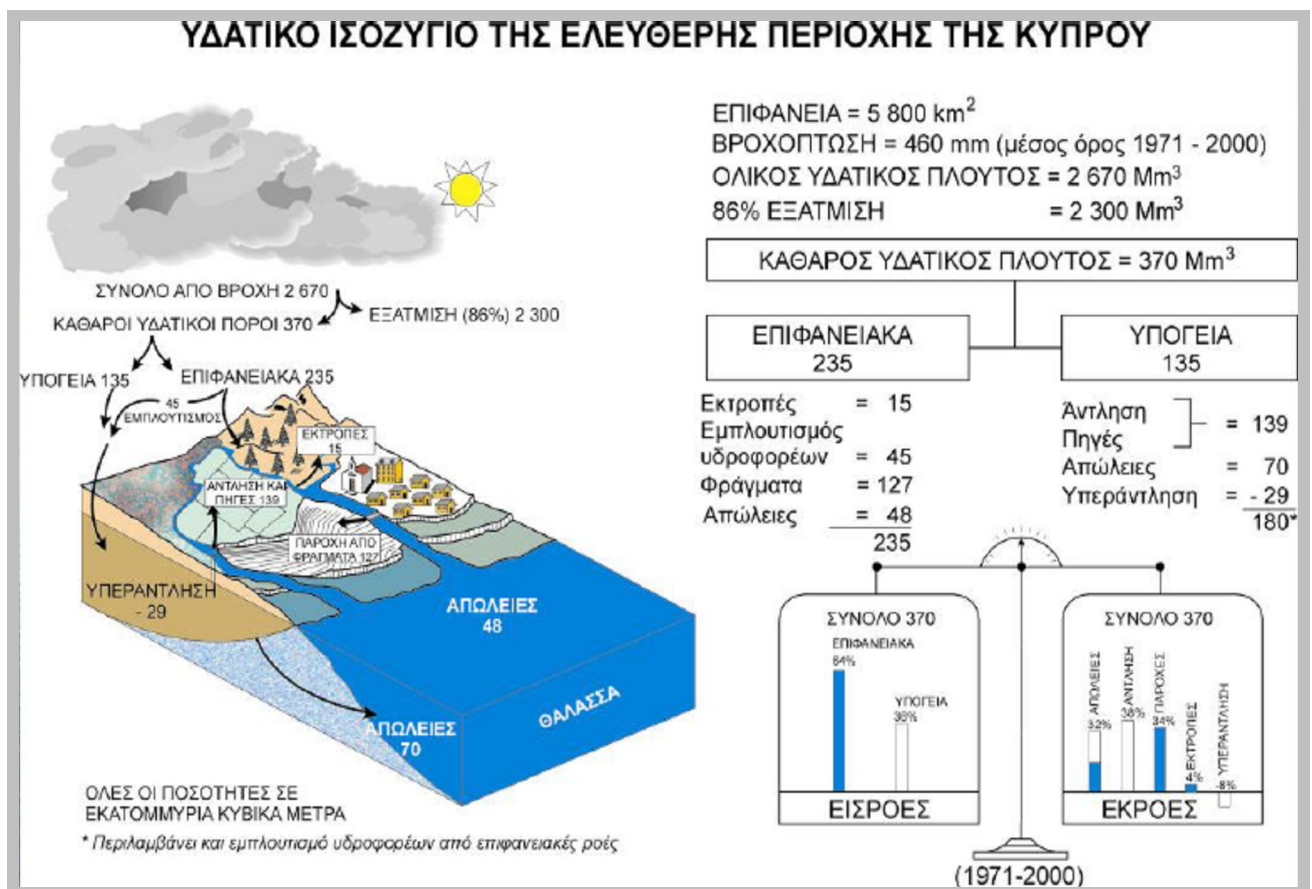 ΥΔΑΤΙΚΟ ΙΣΟΖΥΓΙΟ ΤΗΣ ΕΛΕΥΘΕΡΗΣ ΠΕΡΙΟΧΗΣ ΤΗΣ ΚΥΠΡΟΥ
ΣΥΝΟΛΟ ΑΠΟ ΒΡΟΧΗ 2 670
ΕΞΑΤΜΙΣΗ (86%) 2 300
ΚΑΘΑΡΟΙ ΥΔΑΤΙΚΟΙ ΠΟΡΟΙ 370
ΥΠΟΓΕΙΑ 135
ΕΠΙΦΑΝΕΙΑΚΑ 235
45
ΕΜΠΛΟΥΤΙΣΜΟΣ
ΕΚΤΡΟΠΕΣ
15
ΑΝΤΛΗΣΗ ΚΑΙ
ΠΗΓΕΣ 139
ΠΑΡΟΧΗ ΑΠΟ
ΦΡΑΓΜΑΤΑ 127
ΥΠΕΡΑΝΤΛΗΣΗ
- 29
ΑΠΩΛΕΙΕΣ
48
ΑΠΩΛΕΙΕΣ
70
ΘΑΛΑΣΣΑ
ΟΛΕΣ ΟΙ ΠΟΣΟΤΗΤΕΣ ΣΕ
ΕΚΑΤΟΜΜΥΡΙΑ ΚΥΒΙΚΑ ΜΕΤΡΑ
* Περιλαμβάνει και εμπλουτισμό υδροφορέων από επιφανειακές ροές
ΕΠΙΦΑΝΕΙΑ = 5 800 km²
ΒΡΟΧΟΠΤΩΣΗ = 460 mm (μέσος όρος 1971 - 2000)
ΟΛΙΚΟΣ ΥΔΑΤΙΚΟΣ ΠΛΟΥΤΟΣ = 2 670 Mm³
86% ΕΞΑΤΜΙΣΗ = 2 300 Mm³
ΚΑΘΑΡΟΣ ΥΔΑΤΙΚΟΣ ΠΛΟΥΤΟΣ = 370 Mm³
ΕΠΙΦΑΝΕΙΑΚΑ
235
Εκτροπές = 15
Εμπλουτισμός
υδροφορέων = 45
Φράγματα = 127
Απώλειες = 48
235
ΥΠΟΓΕΙΑ
135
Άντληση
Πηγές = 139
Απώλειες = 70
Υπεράντληση = - 29
180*
ΣΥΝΟΛΟ 370
ΕΠΙΦΑΝΕΙΑΚΑ
64%
ΥΠΟΓΕΙΑ
36%
ΕΙΣΡΟΕΣ
ΣΥΝΟΛΟ 370
ΑΠΩΛΕΙΕΣ
32%
ΑΝΤΛΗΣΗ
38%
ΠΑΡΟΧΕΣ
34%
ΕΚΤΡΟΠΕΣ
4%
ΥΠΕΡΑΝΤΛΗΣΗ
-8%
ΕΚΡΟΕΣ
(1971-2000)